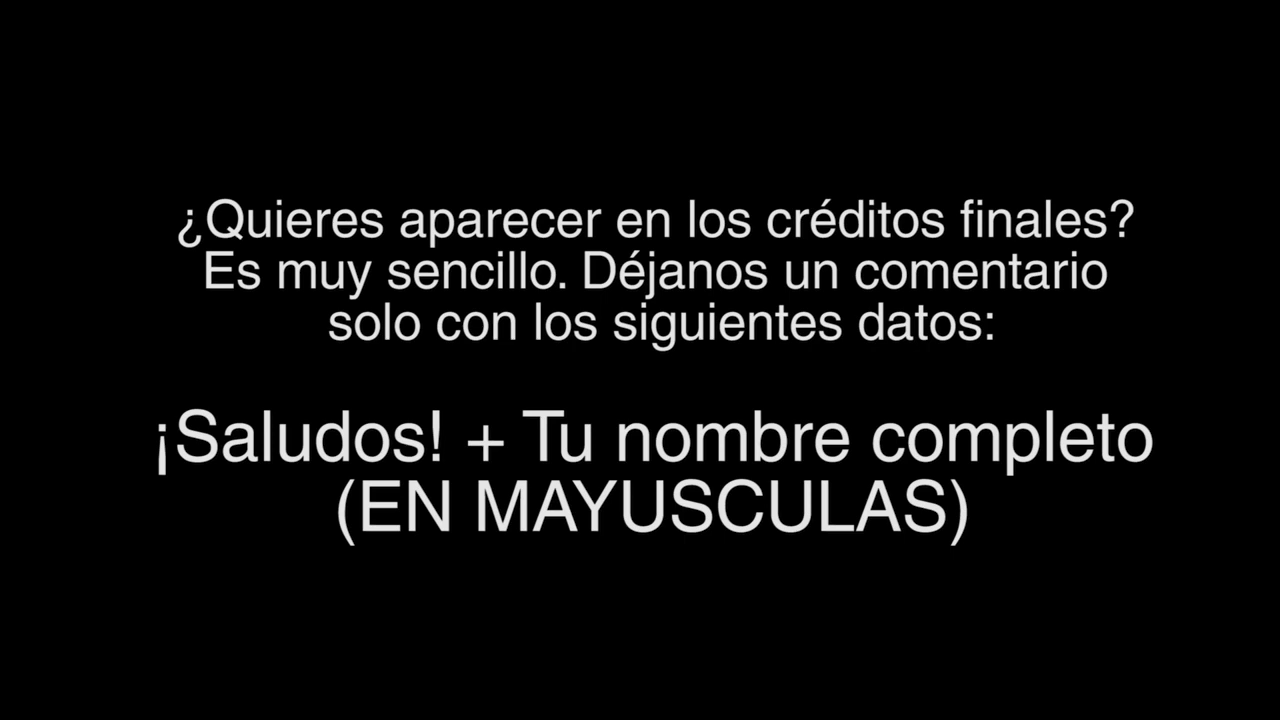 ¿Quieres aparecer en los créditos finales?
Es muy sencillo. Déjanos un comentario
solo con los siguientes datos:
¡Saludos! + Tu nombre completo
(EN MAYUSCULAS)